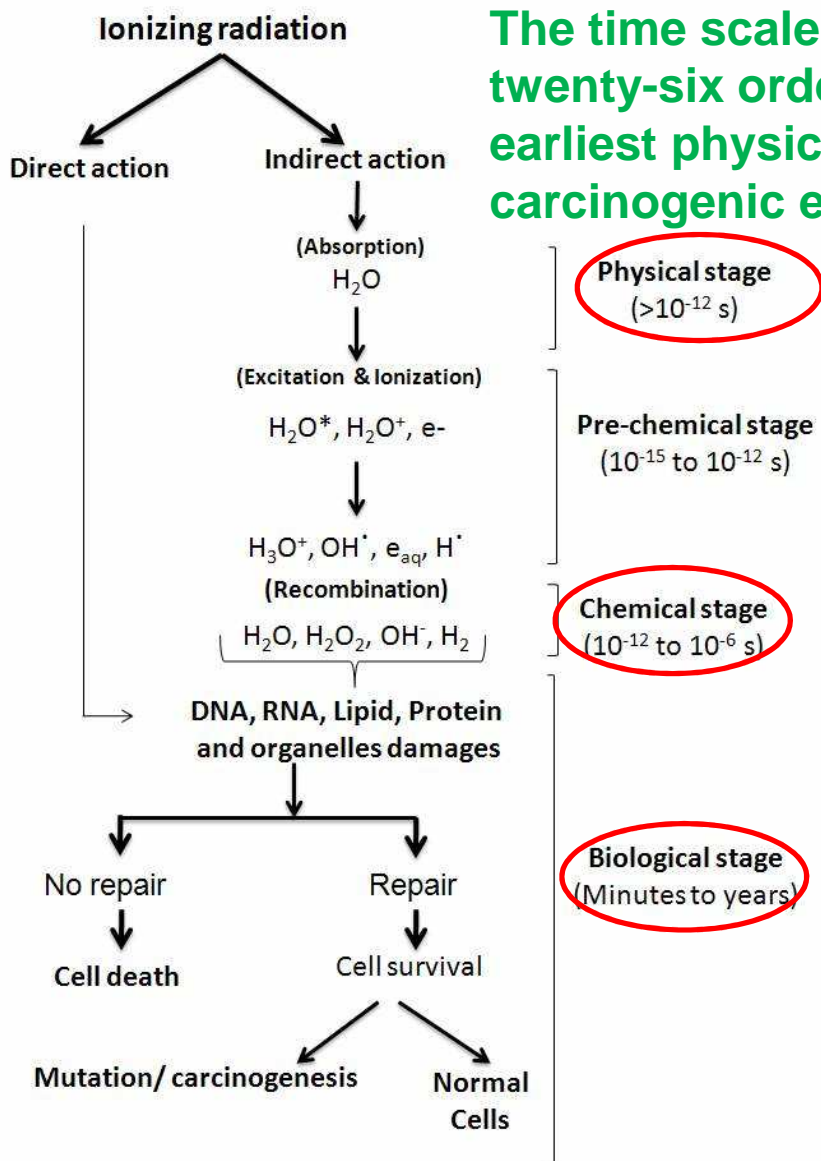 Ionizing radiation
The time scale
twenty-six orde
earliest physic
carcinogenic e
Direct action
Indirect action
(Absorption)
H₂O
Physical stage
(>10⁻¹² s)
(Excitation & Ionization)
H₂O*, H₂O⁺, e-
Pre-chemical stage
(10⁻¹⁵ to 10⁻¹² s)
H₃O⁺, OH˙, eₐq, H˙
(Recombination)
H₂O, H₂O₂, OH⁻, H₂
Chemical stage
(10⁻¹² to 10⁻⁶ s)
DNA, RNA, Lipid, Protein
and organelles damages
Biological stage
(Minutes to years)
No repair
Repair
Cell death
Cell survival
Mutation/ carcinogenesis
Normal
Cells